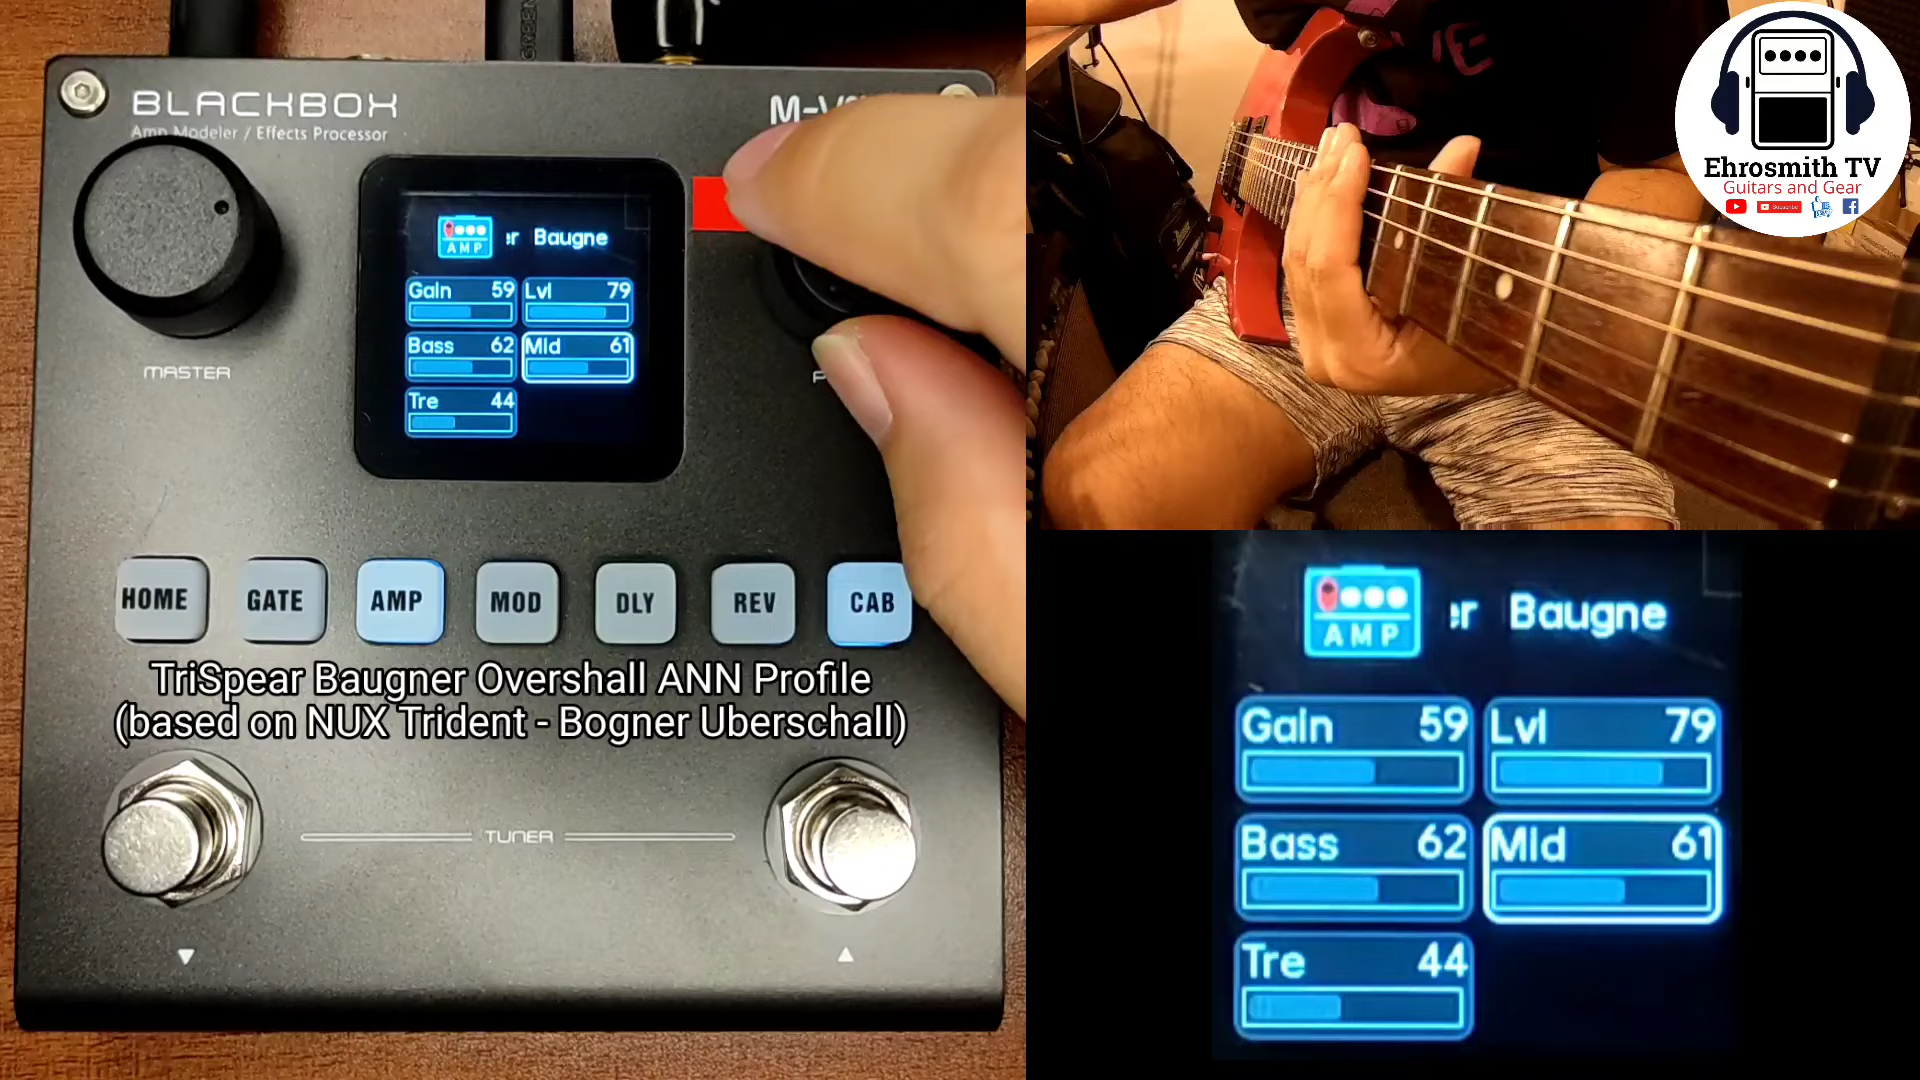 BLACKBOX
Amp Modeler / Effects Processor
AMP
Baugne
Gain 59
Lvl 79
Bass 62
Mid 61
Tre 44
MASTER
HOME
GATE
AMP
MOD
DLY
REV
CAB
TriSpear Baugner Overshall ANN Profile
(based on NUX Trident - Bogner Uberschall)
TUNER
Ehrosmith TV
Guitars and Gear
Subscribe
AMP
Baugne
Gain 59
Lvl 79
Bass 62
Mid 61
Tre 44